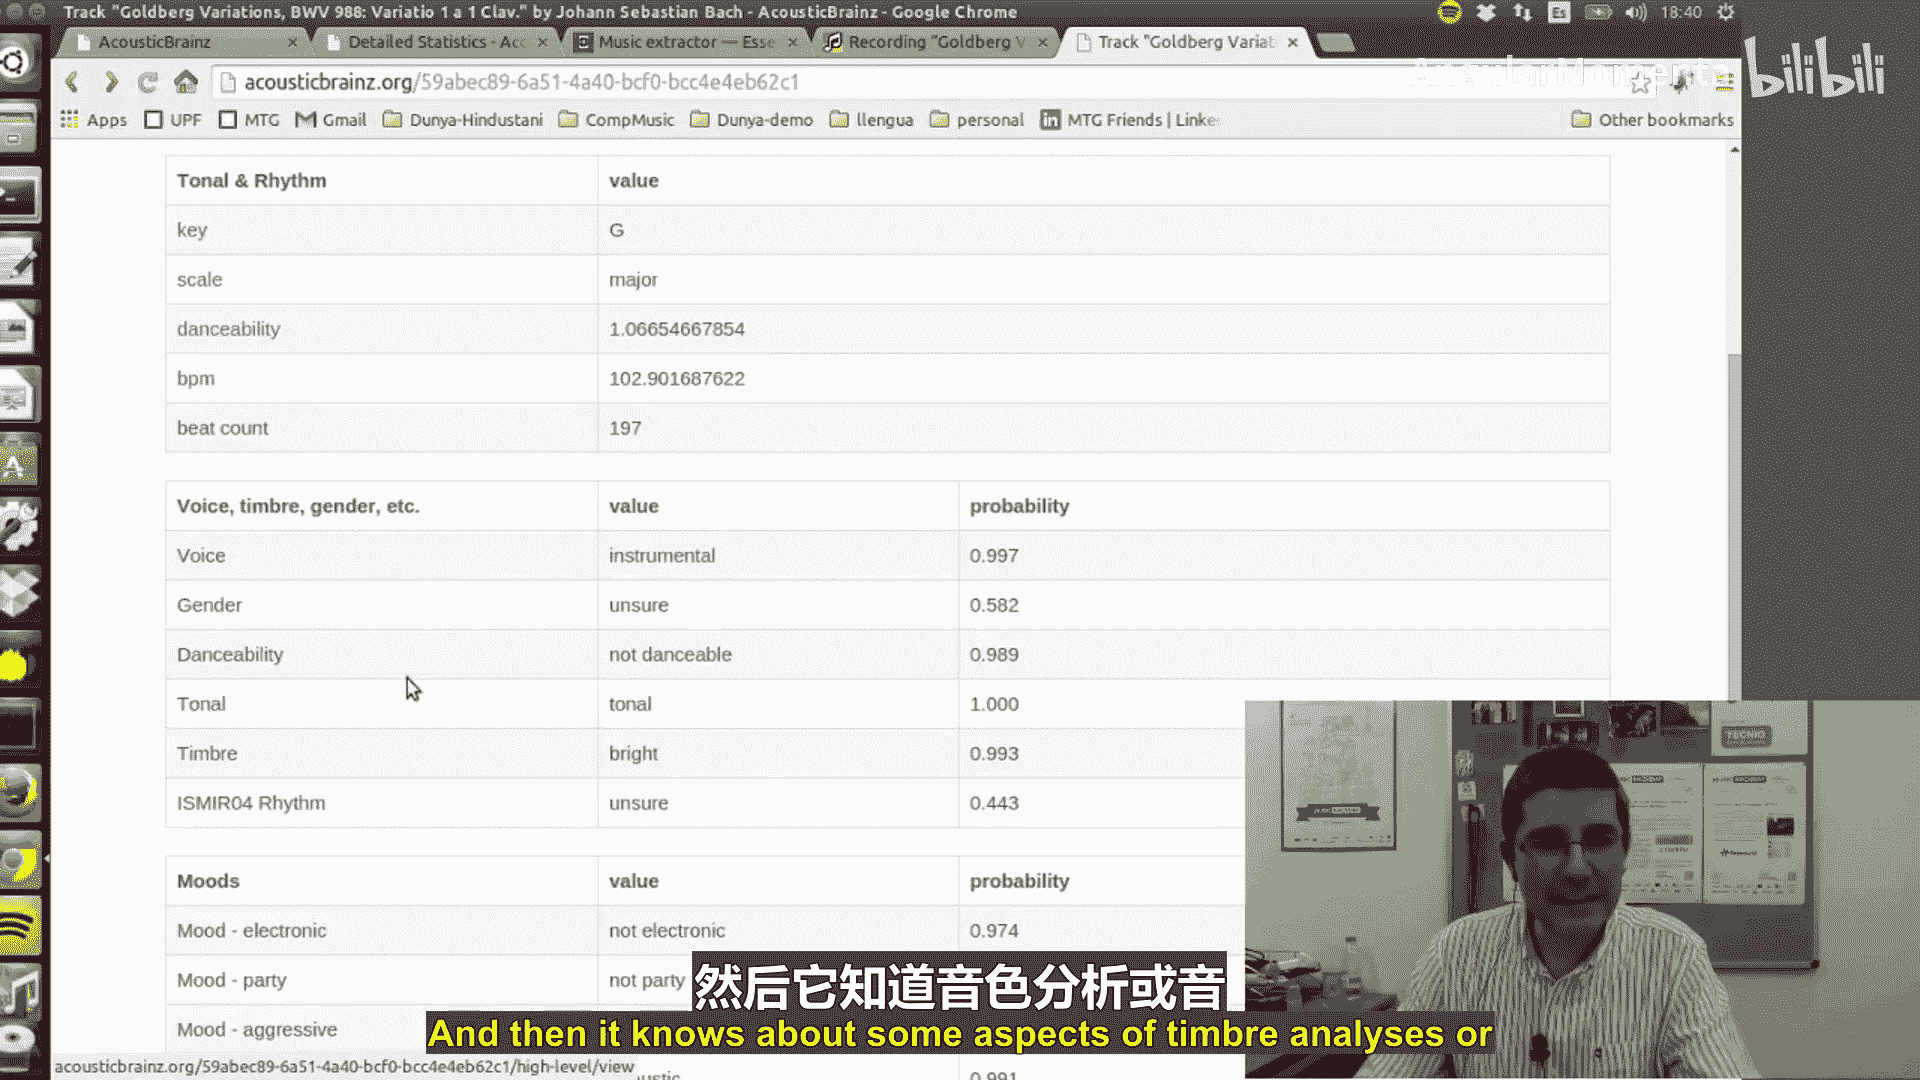 Track "Goldberg Variations, BWV 988: Variatio 1 a 1 Clav." by Johann Sebastian Bach - AcousticBrainz - Google Chrome
Es
18:40
AcousticBrainz
Detailed Statistics - Acc
Music extractor — Esse
Recording "Goldberg V
Track "Goldberg Variat
acousticbrainz.org/59abec89-6a51-4a40-bcf0-bcc4e4eb62c1
bilibili
Apps
UPF
MTG
Gmail
Dunya-Hindustani
CompMusic
Dunya-demo
llengua
personal
MTG Friends | Linke
Other bookmarks
Tonal & Rhythm value
key G
scale major
danceability 1.06654667854
bpm 102.901687622
beat count 197
Voice, timbre, gender, etc. value probability
Voice instrumental 0.997
Gender unsure 0.582
Danceability not danceable 0.989
Tonal tonal 1.000
Timbre bright 0.993
ISMIR04 Rhythm unsure 0.443
TECNIO
Moods value probability
Mood - electronic not electronic 0.974
Mood - party not party
Mood - aggressive
然后它知道音色分析或音
And then it knows about some aspects of timbre analyses or
acousticbrainz.org/59abec89-6a51-4a40-bcf0-bcc4e4eb62c1/high-level/view
0.991